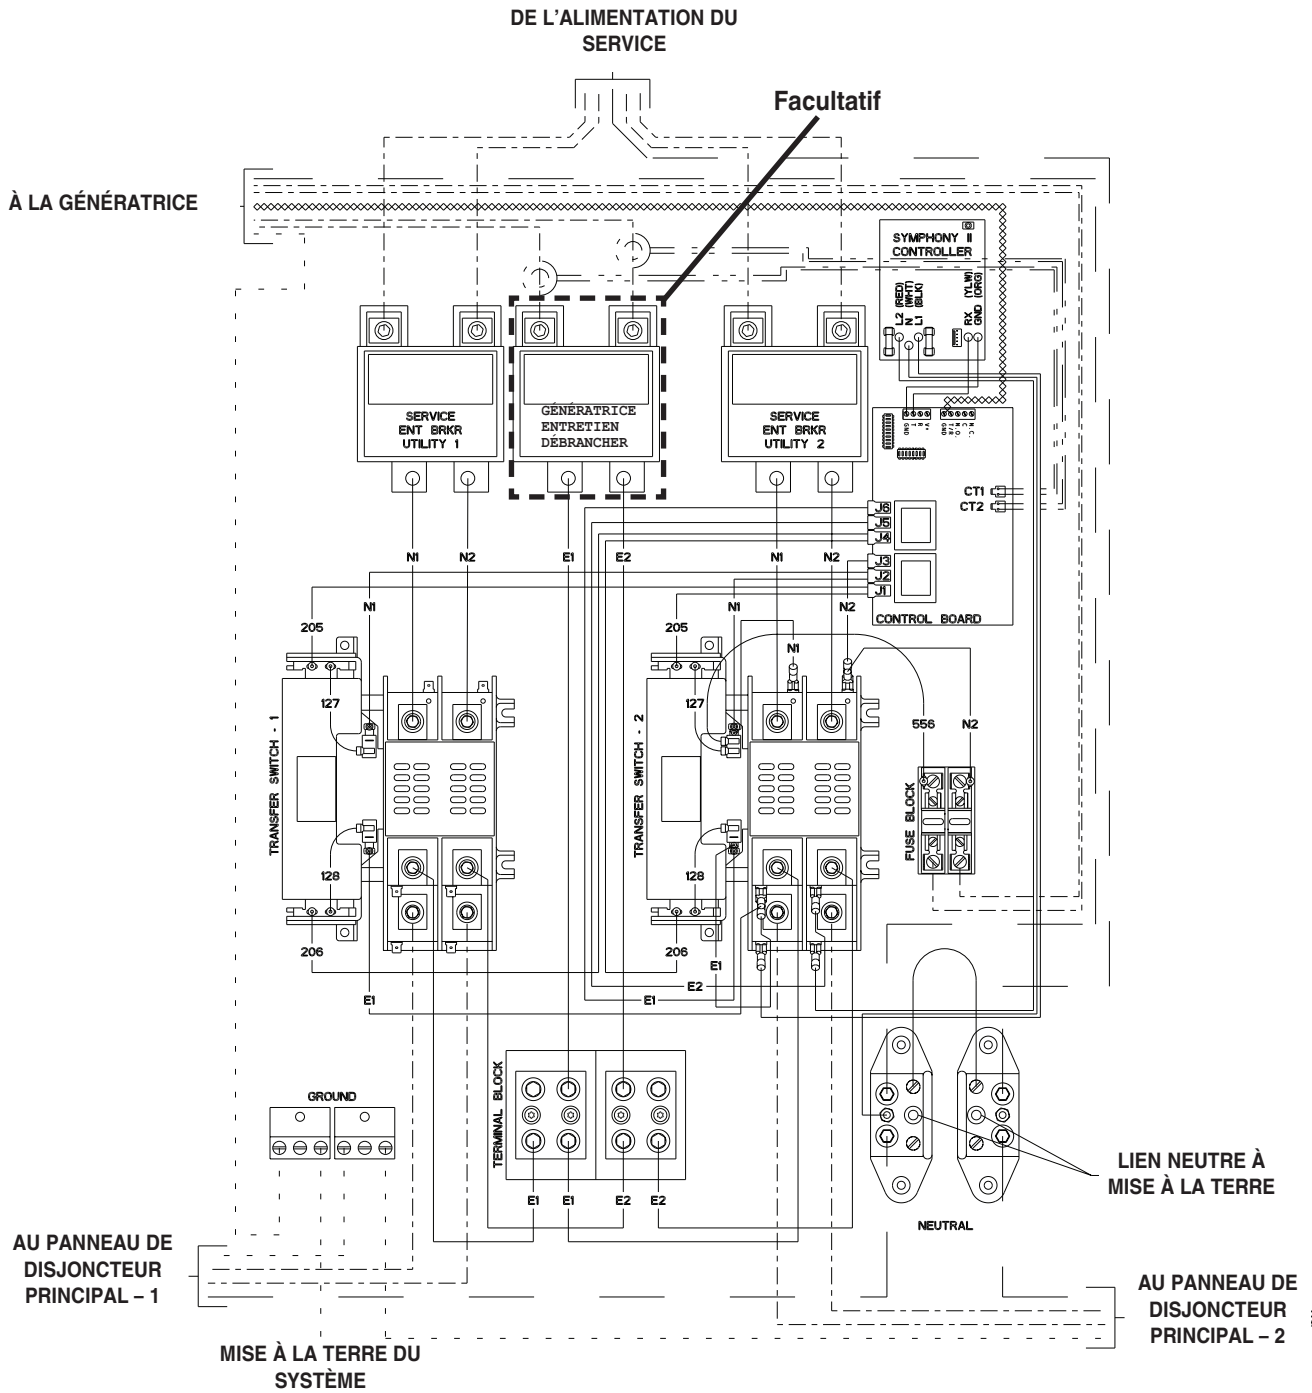 DE L'ALIMENTATION DU
SERVICE
Facultatif
À LA GÉNÉRATRICE
SYMPHONY II
CONTROLLER
L2 (RED)
N (WHT)
L1 (BLK)
RX (YLW)
GND (ORG)
SERVICE
ENT BRKR
UTILITY 1
GÉNÉRATRICE
ENTRETIEN
DÉBRANCHER
SERVICE
ENT BRKR
UTILITY 2
GND
T
R
V+
GND
T/R
N.O.
C.
N.C.
CT1
CT2
J6
J5
J4
J3
J2
J1
CONTROL BOARD
N1
N2
E1
E2
N1
N2
N1
N1
N2
205
205
N1
127
127
556
N2
TRANSFER SWITCH - 1
TRANSFER SWITCH - 2
FUSE BLOCK
128
128
206
206
E1
E2
E1
E1
TERMINAL BLOCK
GROUND
E1
E1
E2
E2
NEUTRAL
LIEN NEUTRE À
MISE À LA TERRE
AU PANNEAU DE
DISJONCTEUR
PRINCIPAL – 1
AU PANNEAU DE
DISJONCTEUR
PRINCIPAL – 2
MISE À LA TERRE DU
SYSTÈME